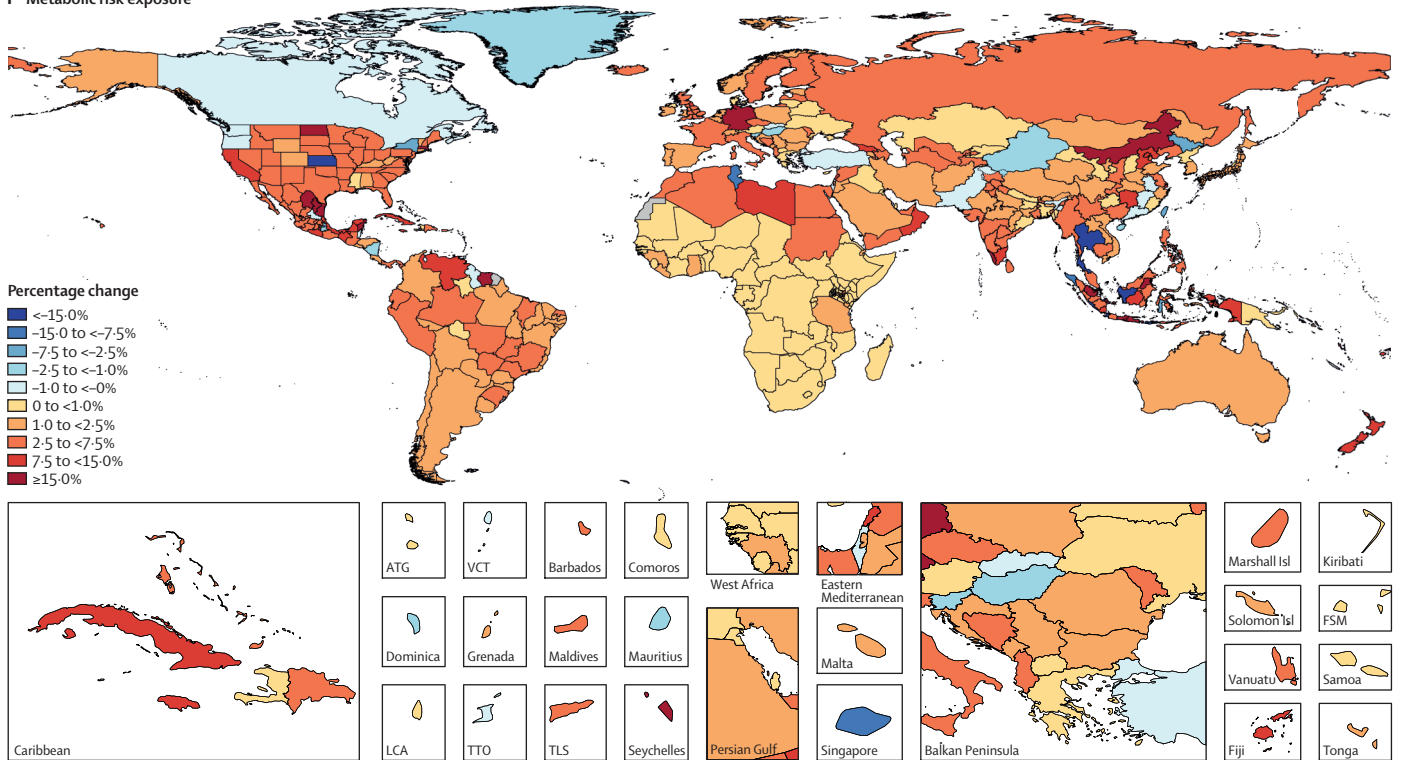 Metabolic risk exposure
Percentage change
<–15·0%
–15·0 to <–7·5%
–7·5 to <–2·5%
–2·5 to <–1·0%
–1·0 to <–0%
0 to <1·0%
1·0 to <2·5%
2·5 to <7·5%
7·5 to <15·0%
≥15·0%
Caribbean
ATG
VCT
Barbados
Comoros
Dominica
Grenada
Maldives
Mauritius
LCA
TTO
TLS
Seychelles
West Africa
Eastern
Mediterranean
Persian Gulf
Malta
Singapore
Balkan Peninsula
Marshall Isl
Kiribati
Solomon Isl
FSM
Vanuatu
Samoa
Fiji
Tonga